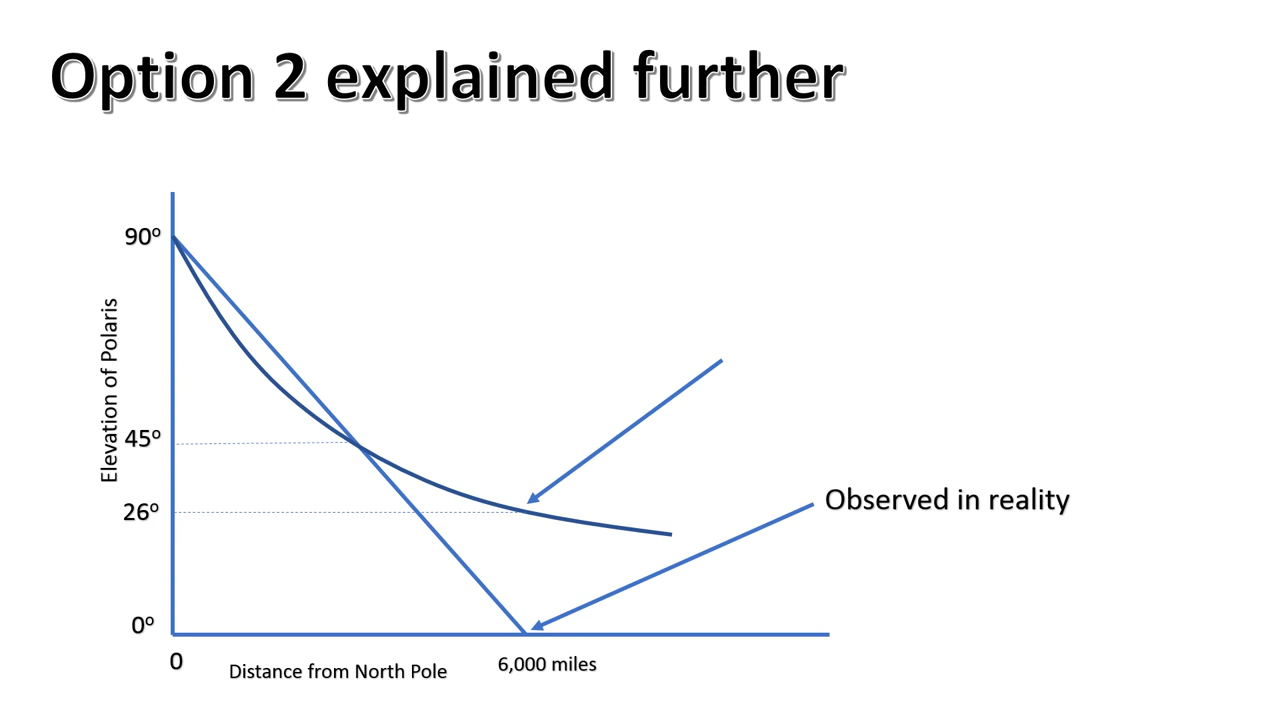 Option 2 explained further
90º
Elevation of Polaris
45º
26º
Observed in reality
0º
0
Distance from North Pole
6,000 miles